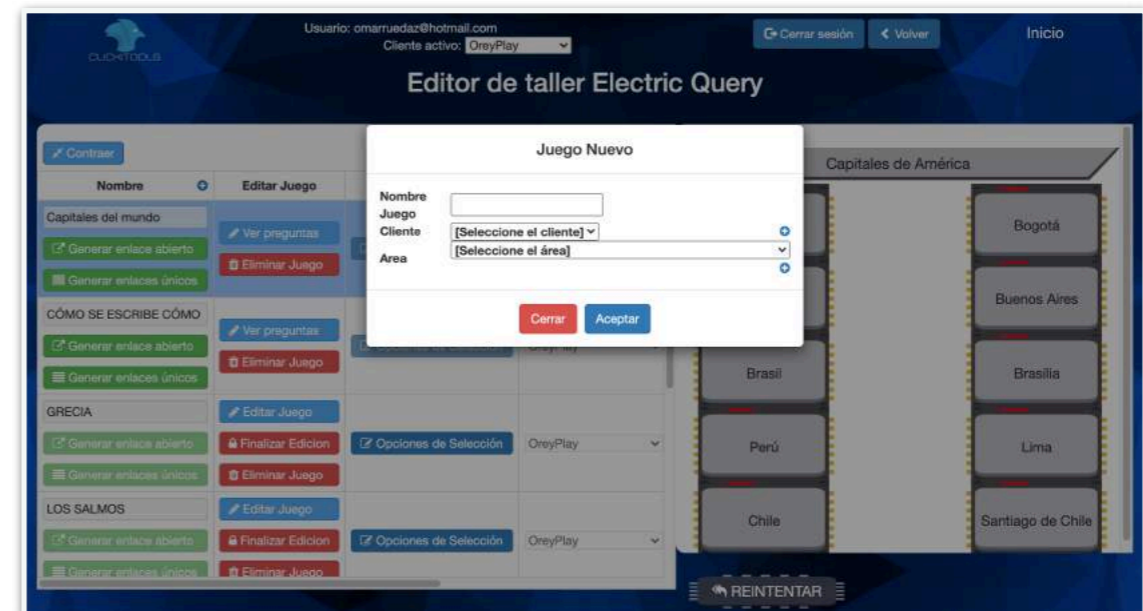 CLICKITOOLS
Usuario: omarruedaz@hotmail.com
Cliente activo: OreyPlay
Cerrar sesión
Volver
Inicio
Editor de taller Electric Query
Contraer
Nombre
Editar Juego
Capitales del mundo
Generar enlace abierto
Generar enlaces únicos
Ver preguntas
Eliminar Juego
CÓMO SE ESCRIBE CÓMO
Generar enlace abierto
Generar enlaces únicos
Ver preguntas
Eliminar Juego
GRECIA
Generar enlace abierto
Generar enlaces únicos
Editar Juego
Finalizar Edicion
Eliminar Juego
Opciones de Selección
OreyPlay
LOS SALMOS
Generar enlace abierto
Generar enlaces únicos
Editar Juego
Finalizar Edicion
Eliminar Juego
Opciones de Selección
OreyPlay
Juego Nuevo
Nombre
Juego
Cliente
[Seleccione el cliente]
Area
[Seleccione el área]
Cerrar
Aceptar
Capitales de América
Bogotá
Buenos Aires
Brasil
Brasilia
Perú
Lima
Chile
Santiago de Chile
REINTENTAR